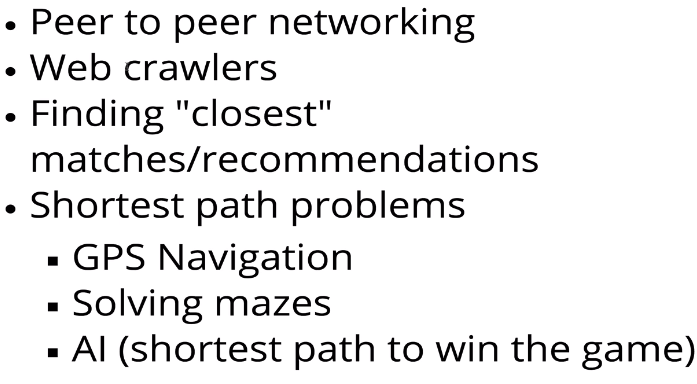 • Peer to peer networking
• Web crawlers
• Finding "closest"
matches/recommendations
• Shortest path problems
▪ GPS Navigation
▪ Solving mazes
▪ AI (shortest path to win the game)